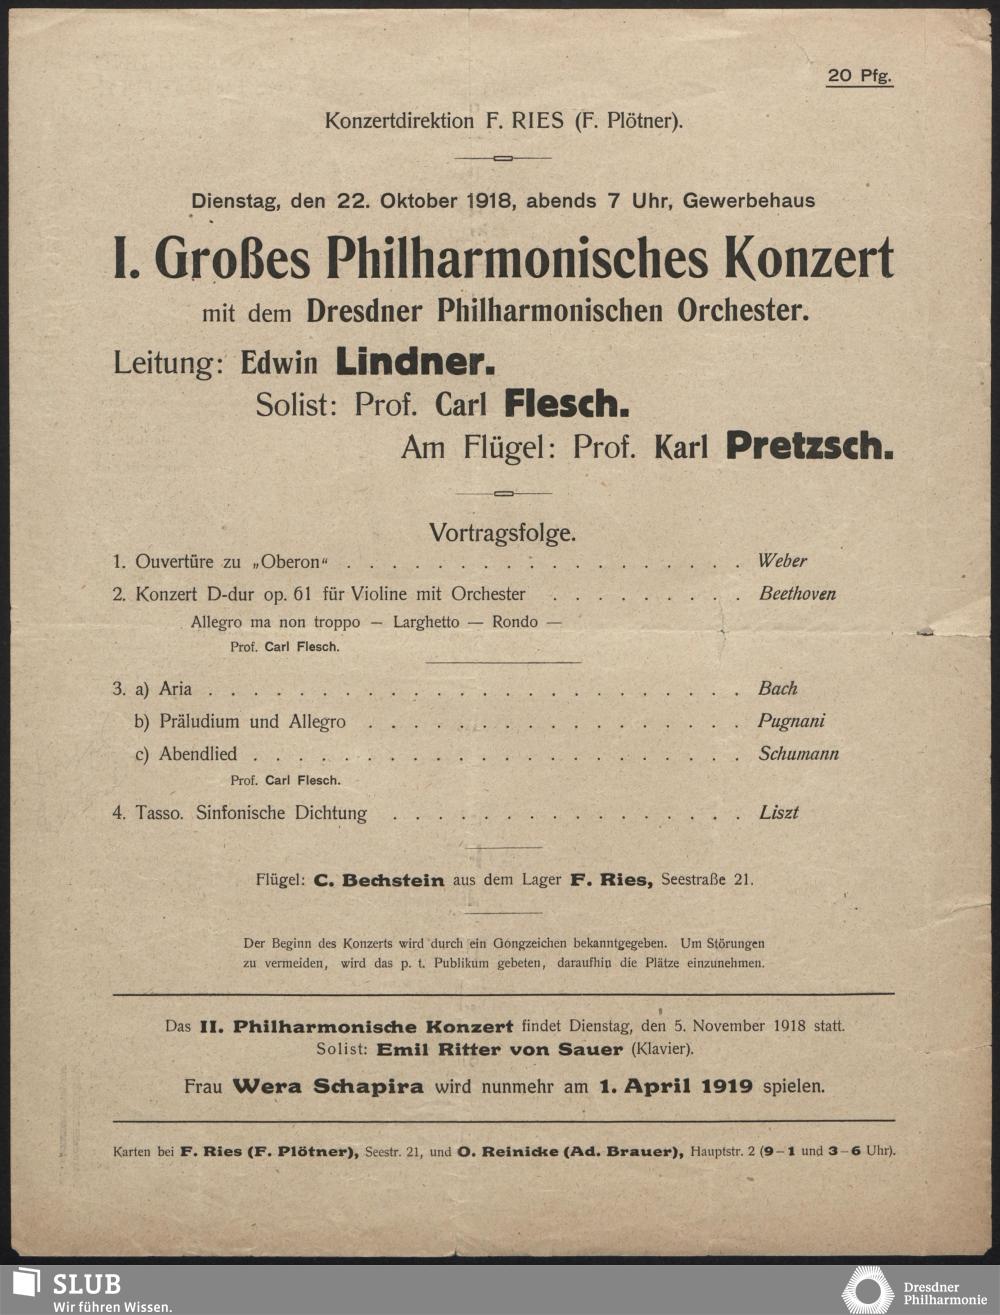 20 Pfg.
Konzertdirektion F. RIES (F. Plötner).
Dienstag, den 22. Oktober 1918, abends 7 Uhr, Gewerbehaus
I. Großes Philharmonisches Konzert
mit dem Dresdner Philharmonischen Orchester.
Leitung: Edwin Lindner.
Solist: Prof. Carl Flesch.
Am Flügel: Prof. Karl Pretzsch.
Vortragsfolge.
1. Ouvertüre zu „Oberon“ . . . . . . . . . . . . . . . . . . Weber
2. Konzert D-dur op. 61 für Violine mit Orchester . . . . . . . . . Beethoven
Allegro ma non troppo — Larghetto — Rondo —
Prof. Carl Flesch.
3. a) Aria . . . . . . . . . . . . . . . . . . . . . . . . Bach
b) Präludium und Allegro . . . . . . . . . . . . . . . . . Pugnani
c) Abendlied . . . . . . . . . . . . . . . . . . . . . . Schumann
Prof. Carl Flesch.
4. Tasso. Sinfonische Dichtung . . . . . . . . . . . . . . . . Liszt
Flügel: C. Bechstein aus dem Lager F. Ries, Seestraße 21.
Der Beginn des Konzerts wird durch ein Gongzeichen bekanntgegeben. Um Störungen
zu vermeiden, wird das p. t. Publikum gebeten, daraufhin die Plätze einzunehmen.
Das II. Philharmonische Konzert findet Dienstag, den 5. November 1918 statt.
Solist: Emil Ritter von Sauer (Klavier).
Frau Wera Schapira wird nunmehr am 1. April 1919 spielen.
Karten bei F. Ries (F. Plötner), Seestr. 21, und O. Reinicke (Ad. Brauer), Hauptstr. 2 (9—1 und 3—6 Uhr).
SLUB
Wir führen Wissen.
Dresdner
Philharmonie